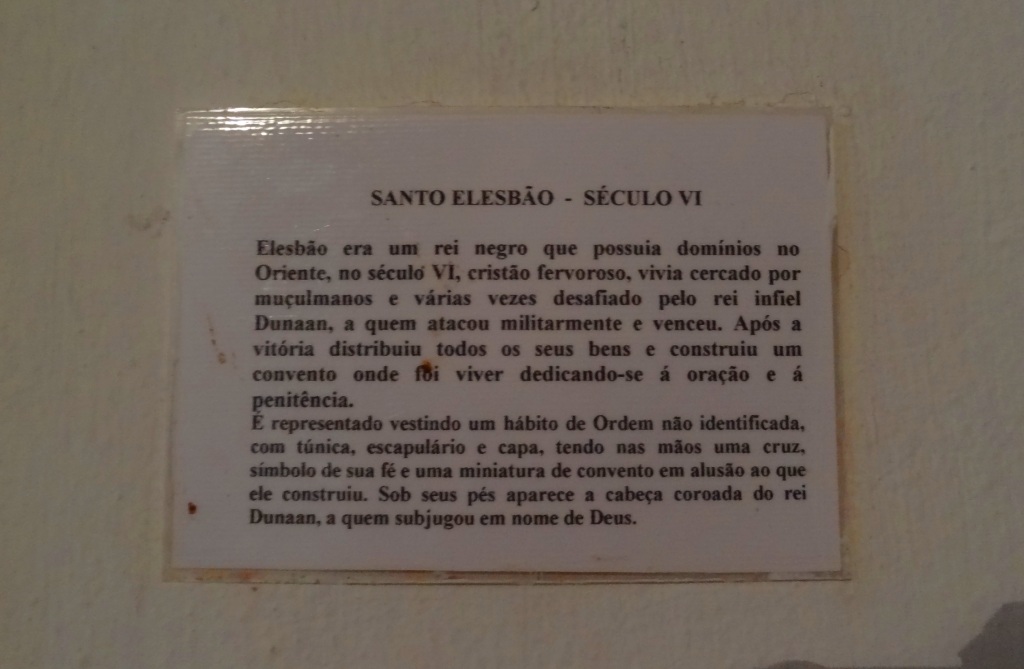 SANTO ELESBÃO - SÉCULO VI
Elesbão era um rei negro que possuia domínios no
Oriente, no século VI, cristão fervoroso, vivia cercado por
muçulmanos e várias vezes desafiado pelo rei infiel
Dunaan, a quem atacou militarmente e venceu. Após a
vitória distribuiu todos os seus bens e construiu um
convento onde foi viver dedicando-se á oração e á
penitência.
É representado vestindo um hábito de Ordem não identificada,
com túnica, escapulário e capa, tendo nas mãos uma cruz,
símbolo de sua fé e uma miniatura de convento em alusão ao que
ele construiu. Sob seus pés aparece a cabeça coroada do rei
Dunaan, a quem subjugou em nome de Deus.